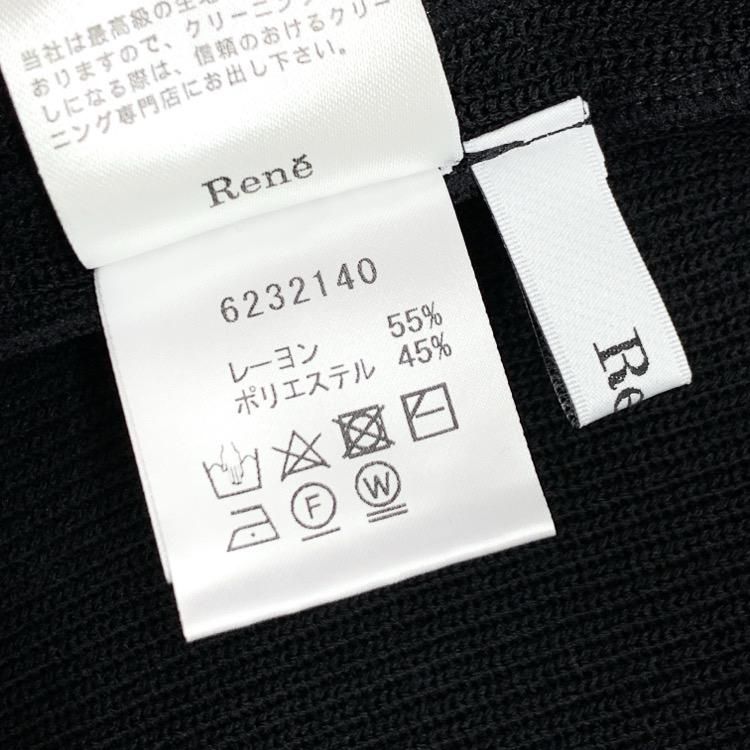 当社は最高級の生地
おりますので、クリーニング
しになる際は、信頼のおけるクリー
ニング専門店にお出し下さい。
René
6232140
レーヨン 55%
ポリエステル 45%
F W
Re